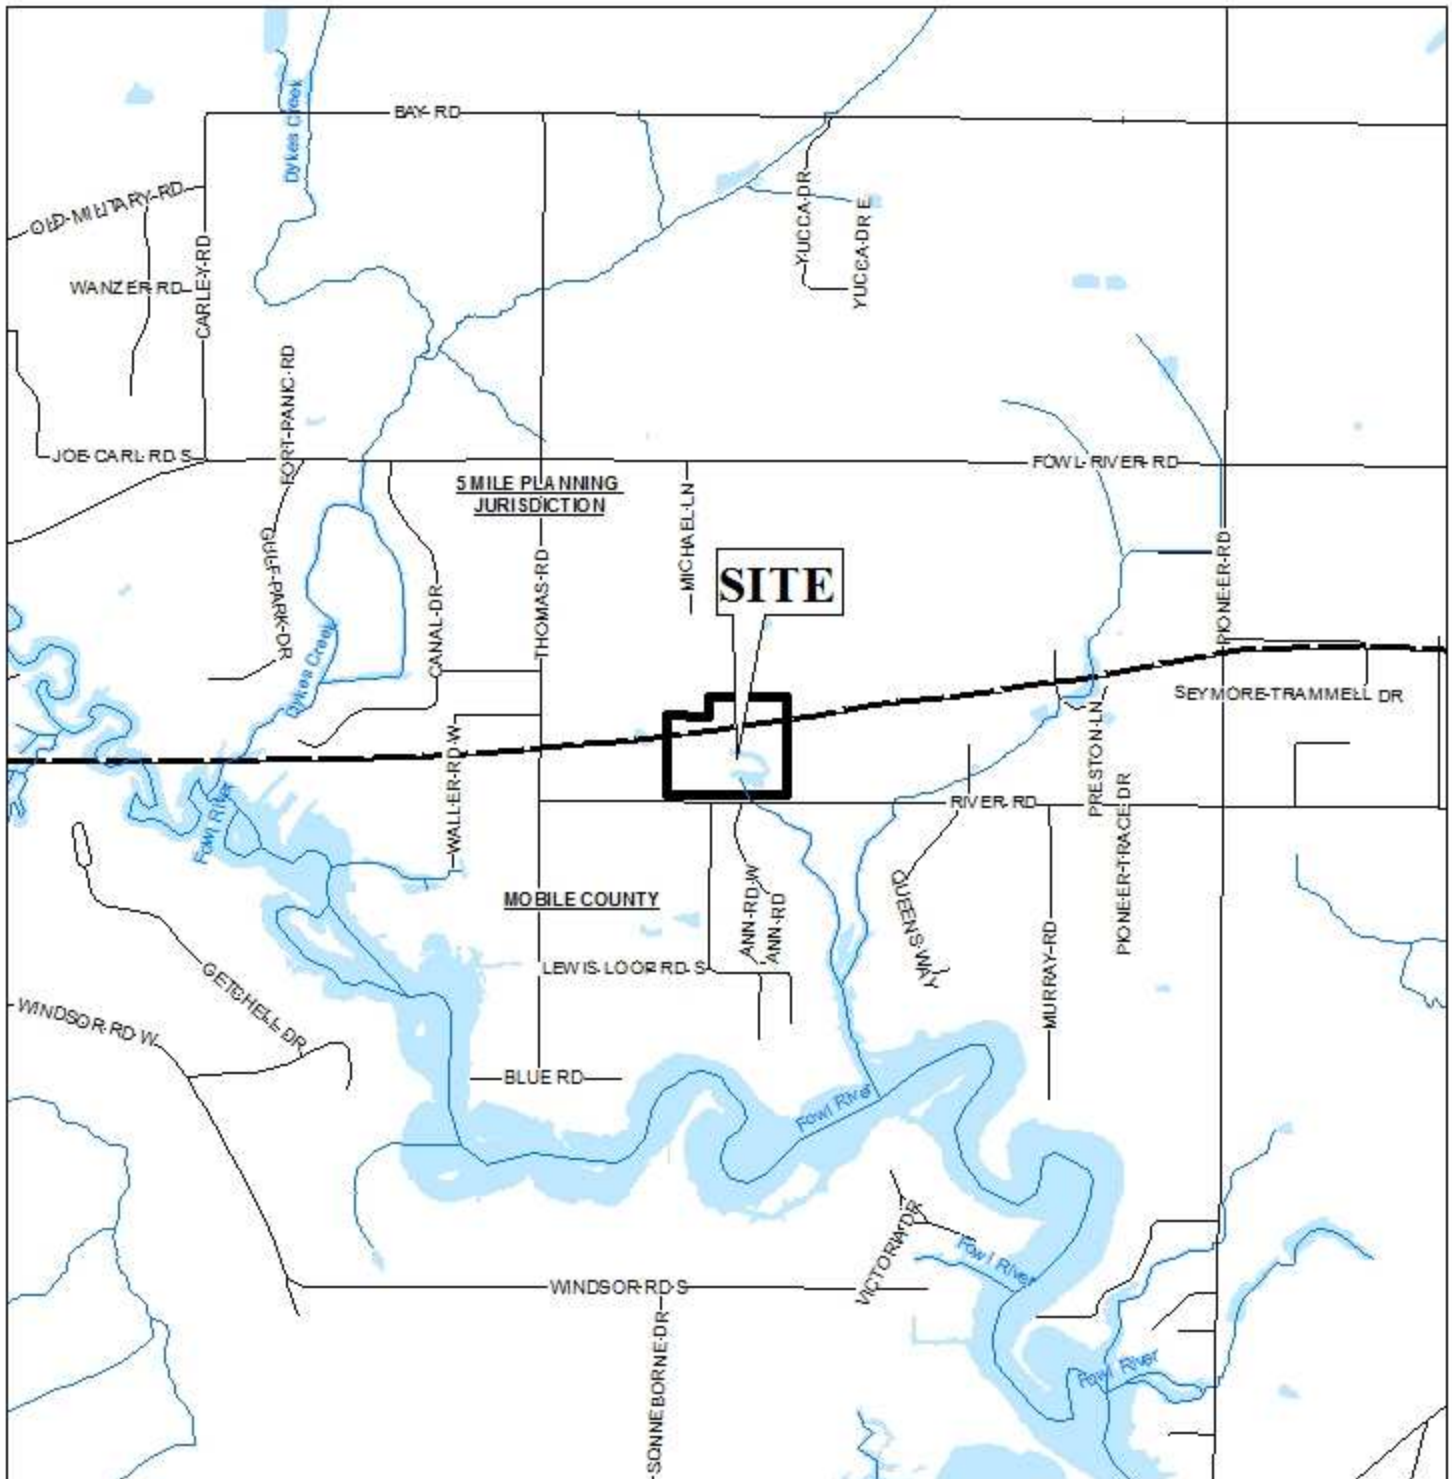 BAY RD
Dykes Creek
OLD MILITARY RD
YUCCA DR
YUCCA DR E
CARLEY RD
WANZER RD
FORT PANIC RD
JOE CARL RD S
FOWL RIVER RD
5 MILE PLANNING
JURISDICTION
MICHAEL LN
THOMAS RD
PIONEER RD
SITE
GULF PARK DR
CANAL DR
Dykes Creek
SEYMORE TRAMMELL DR
PRESTON LN
WALLER RD W
RIVER RD
Fowl River
PIONEER TRACE DR
MOBILE COUNTY
ANN RD W
ANN RD
QUEENS WAY
MURRAY RD
GETCHELL DR
LEWIS LOOP RD S
WINDSOR RD W
BLUE RD
Fowl River
VICTORIA DR
Fowl River
WINDSOR RD S
SONNEBORNE DR
Fowl River